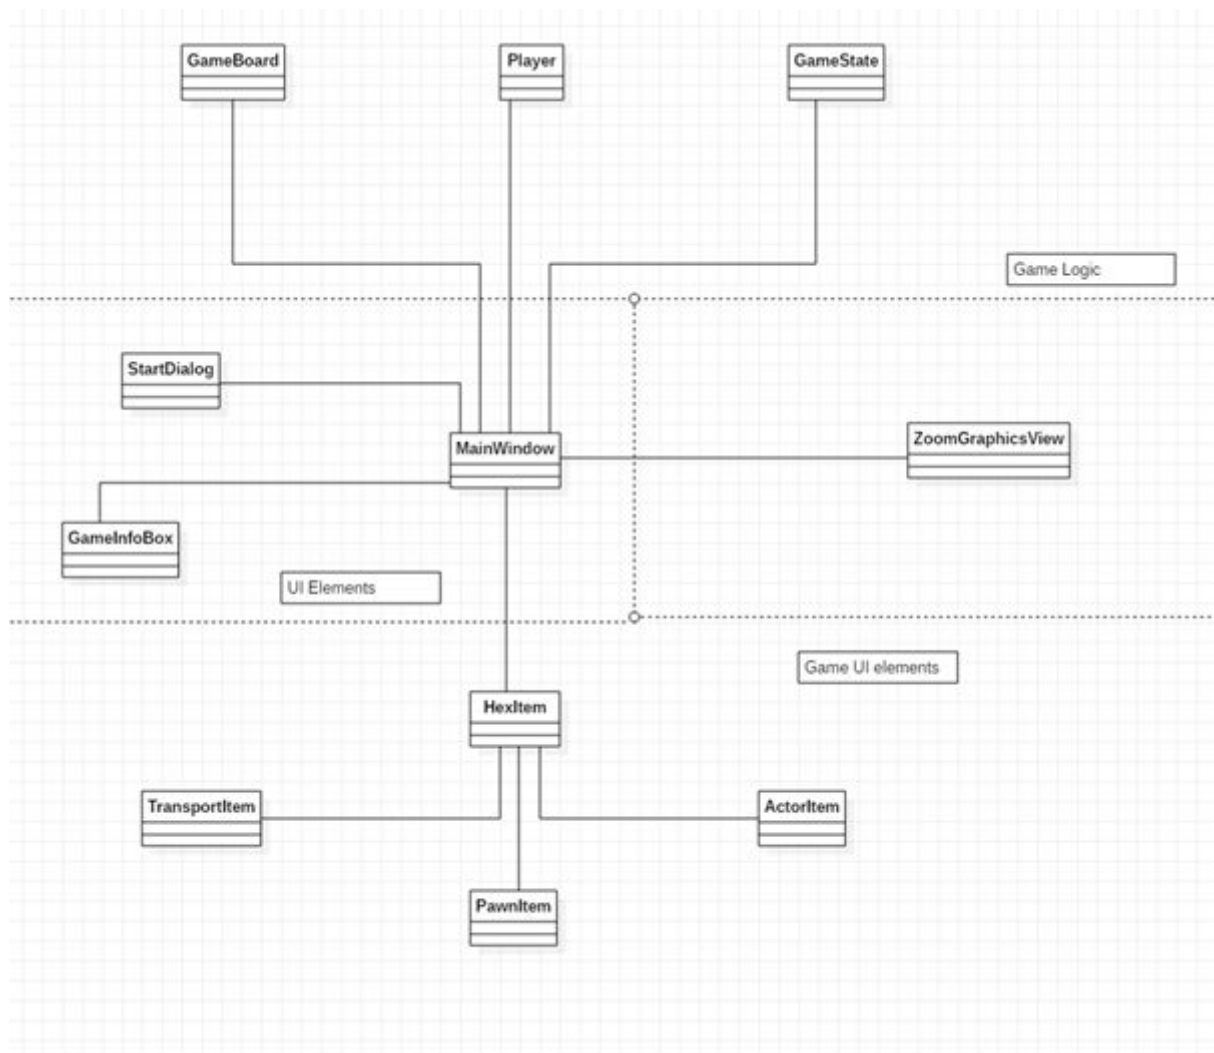 GameBoard
Player
GameState
Game Logic
StartDialog
MainWindow
ZoomGraphicsView
GameInfoBox
UI Elements
Game UI elements
HexItem
TransportItem
ActorItem
PawnItem